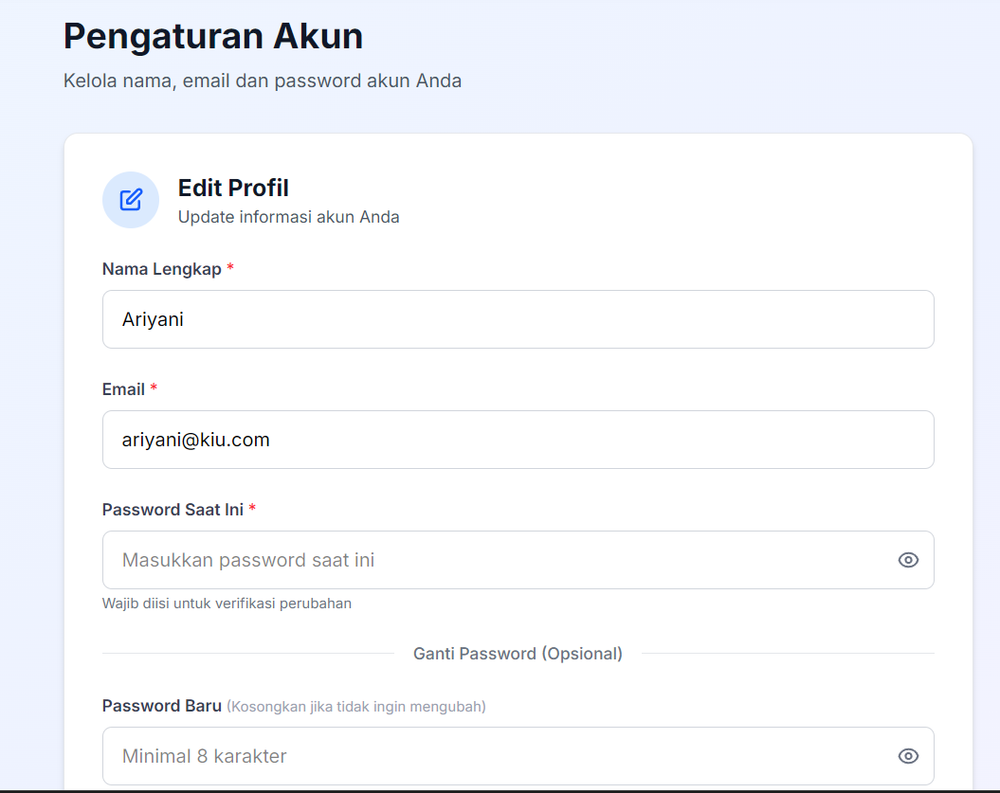 Pengaturan Akun
Kelola nama, email dan password akun Anda
Edit Profil
Update informasi akun Anda
Nama Lengkap *
Ariyani
Email *
ariyani@kiu.com
Password Saat Ini *
Masukkan password saat ini
Wajib diisi untuk verifikasi perubahan
Ganti Password (Opsional)
Password Baru (Kosongkan jika tidak ingin mengubah)
Minimal 8 karakter